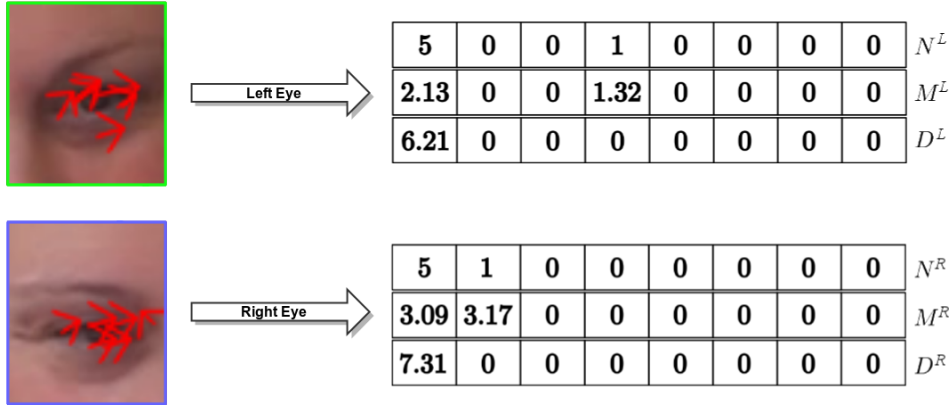 5 0 0 1 0 0 0 0 N^L
Left Eye
2.13 0 0 1.32 0 0 0 0 M^L
6.21 0 0 0 0 0 0 0 D^L
5 1 0 0 0 0 0 0 N^R
Right Eye
3.09 3.17 0 0 0 0 0 0 M^R
7.31 0 0 0 0 0 0 0 D^R